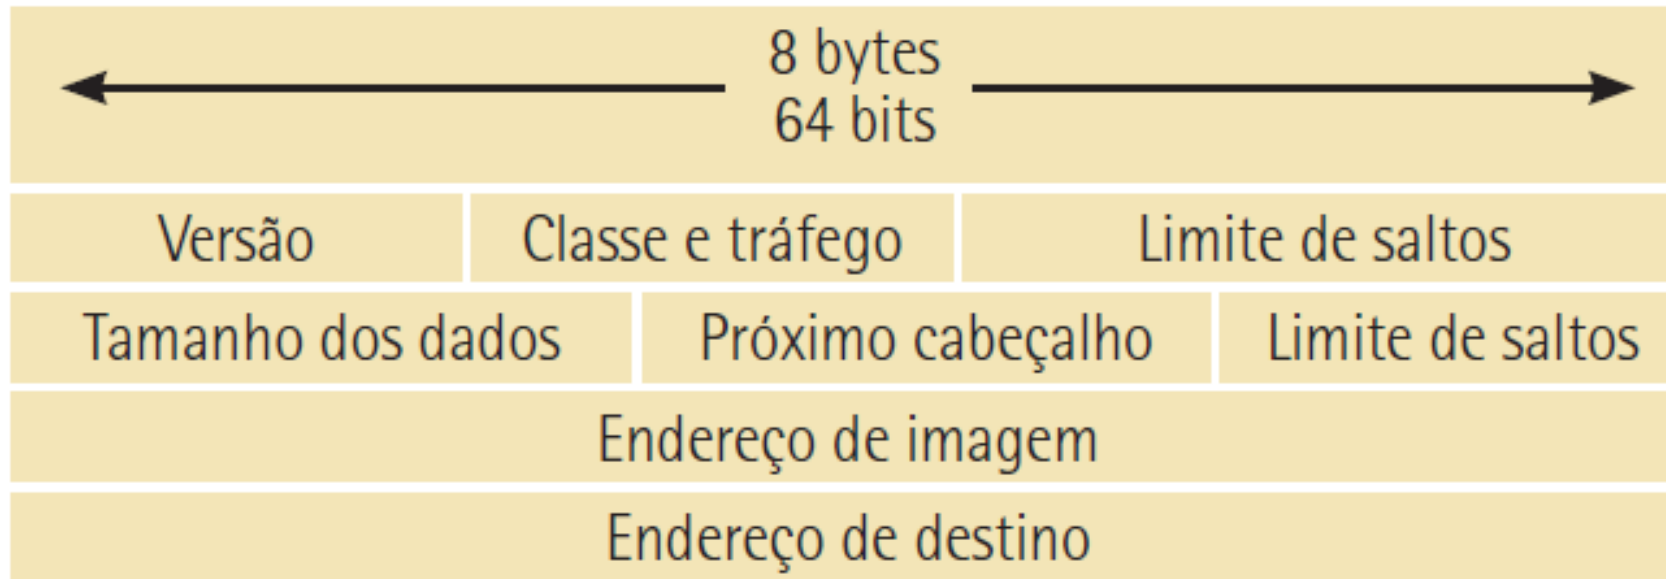 8 bytes
64 bits
Versão Classe e tráfego Limite de saltos
Tamanho dos dados Próximo cabeçalho Limite de saltos
Endereço de imagem
Endereço de destino